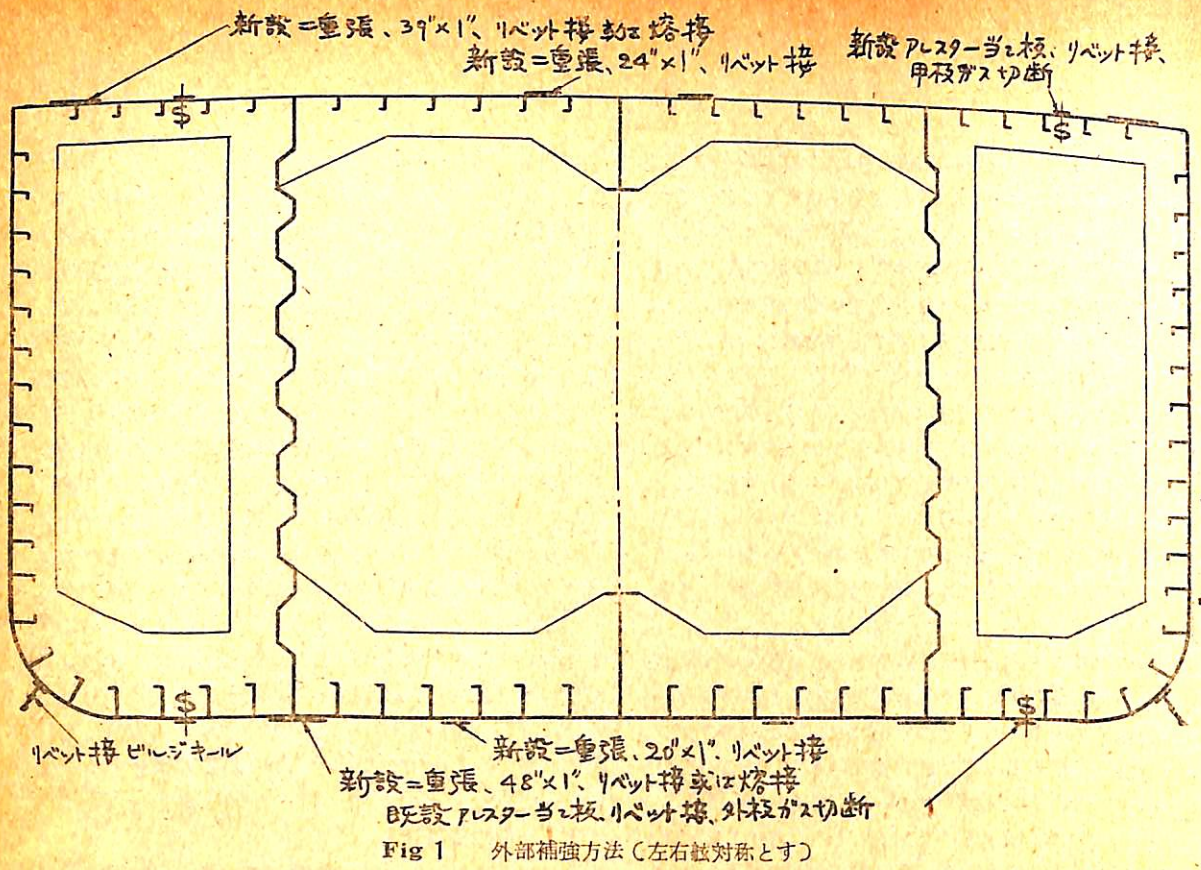 新設二重張、39"×1"、リベット接或は熔接
新設二重張、24"×1"、リベット接
新設アレスター当て板、リベット接、
甲板ガス切断
$
$
$
$
リベット接ビルジキール
新設二重張、20"×1"、リベット接
新設二重張、48"×1"、リベット接或は熔接
既設アレスター当て板、リベット接、外板ガス切断
Fig 1 外部補強方法（左右舷対称とす）